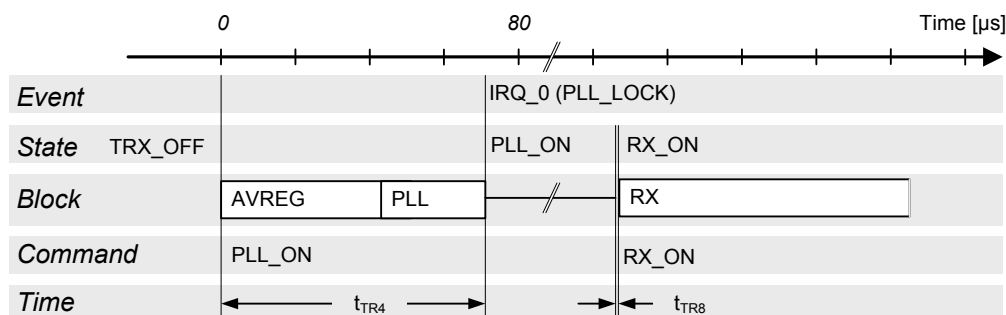 0 80 Time [µs]
Event IRQ_0 (PLL_LOCK)
State TRX_OFF PLL_ON RX_ON
Block AVREG PLL RX
Command PLL_ON RX_ON
Time tTR4 tTR8